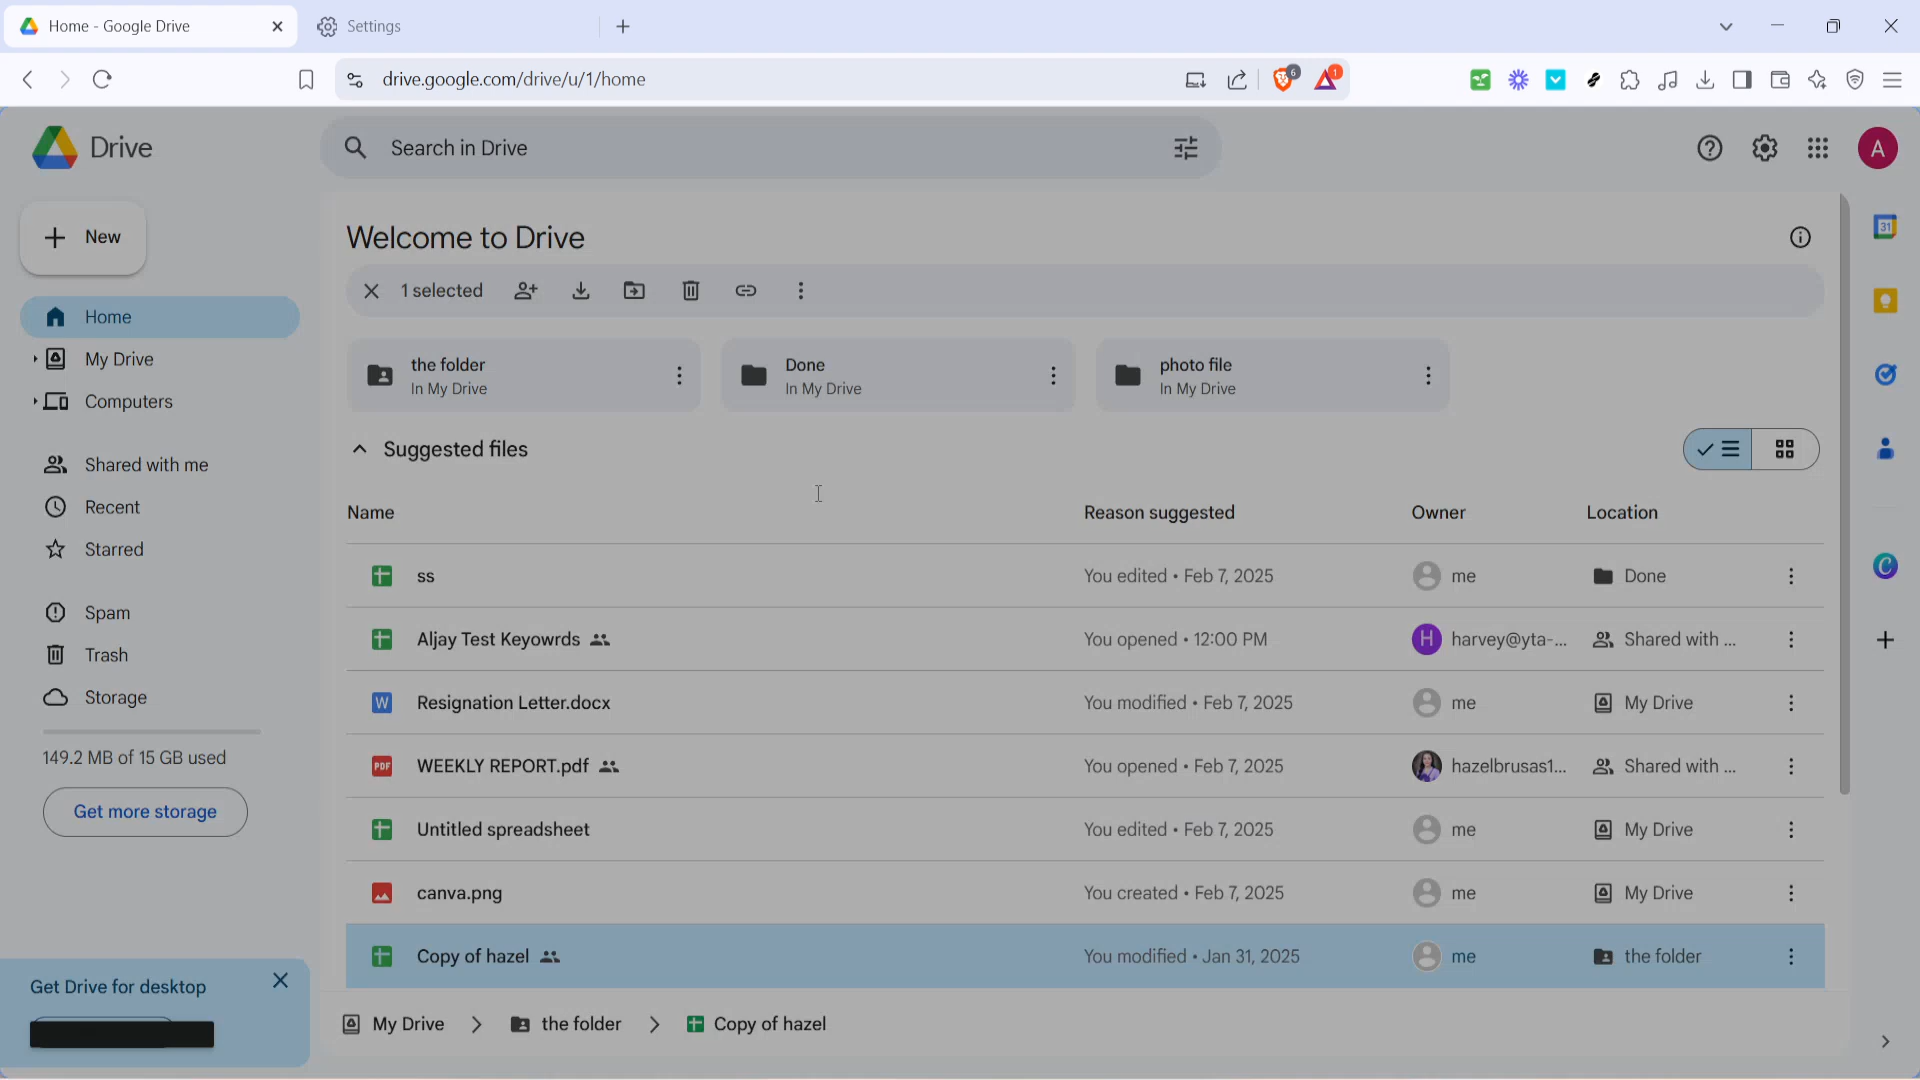 Home - Google Drive
Settings
drive.google.com/drive/u/1/home
6
1
Drive
Search in Drive
A
New
Welcome to Drive
31
1 selected
Home
My Drive
Computers
the folder
In My Drive
Done
In My Drive
photo file
In My Drive
Suggested files
Shared with me
Recent
Starred
Name
Reason suggested
Owner
Location
ss
You edited • Feb 7, 2025
me
Done
Spam
Aljay Test Keyowrds
You opened • 12:00 PM
H
harvey@yta-...
Shared with ...
Trash
Storage
W
Resignation Letter.docx
You modified • Feb 7, 2025
me
My Drive
149.2 MB of 15 GB used
PDF
WEEKLY REPORT.pdf
You opened • Feb 7, 2025
hazelbrusas1...
Shared with ...
Get more storage
Untitled spreadsheet
You edited • Feb 7, 2025
me
My Drive
canva.png
You created • Feb 7, 2025
me
My Drive
Copy of hazel
You modified • Jan 31, 2025
me
the folder
Get Drive for desktop
My Drive
the folder
Copy of hazel